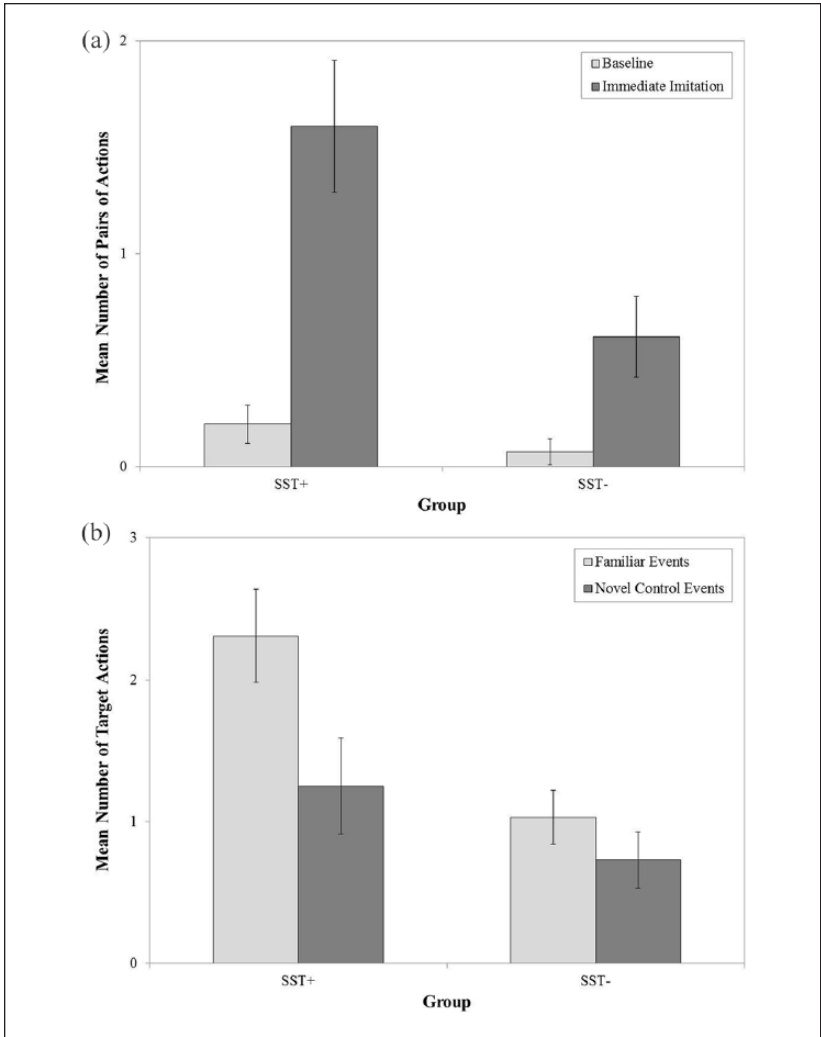 (a)
2
Baseline
Immediate Imitation
Mean Number of Pairs of Actions
1
0
SST+
SST-
Group
(b)
3
Familiar Events
Novel Control Events
Mean Number of Target Actions
2
1
0
SST+
SST-
Group